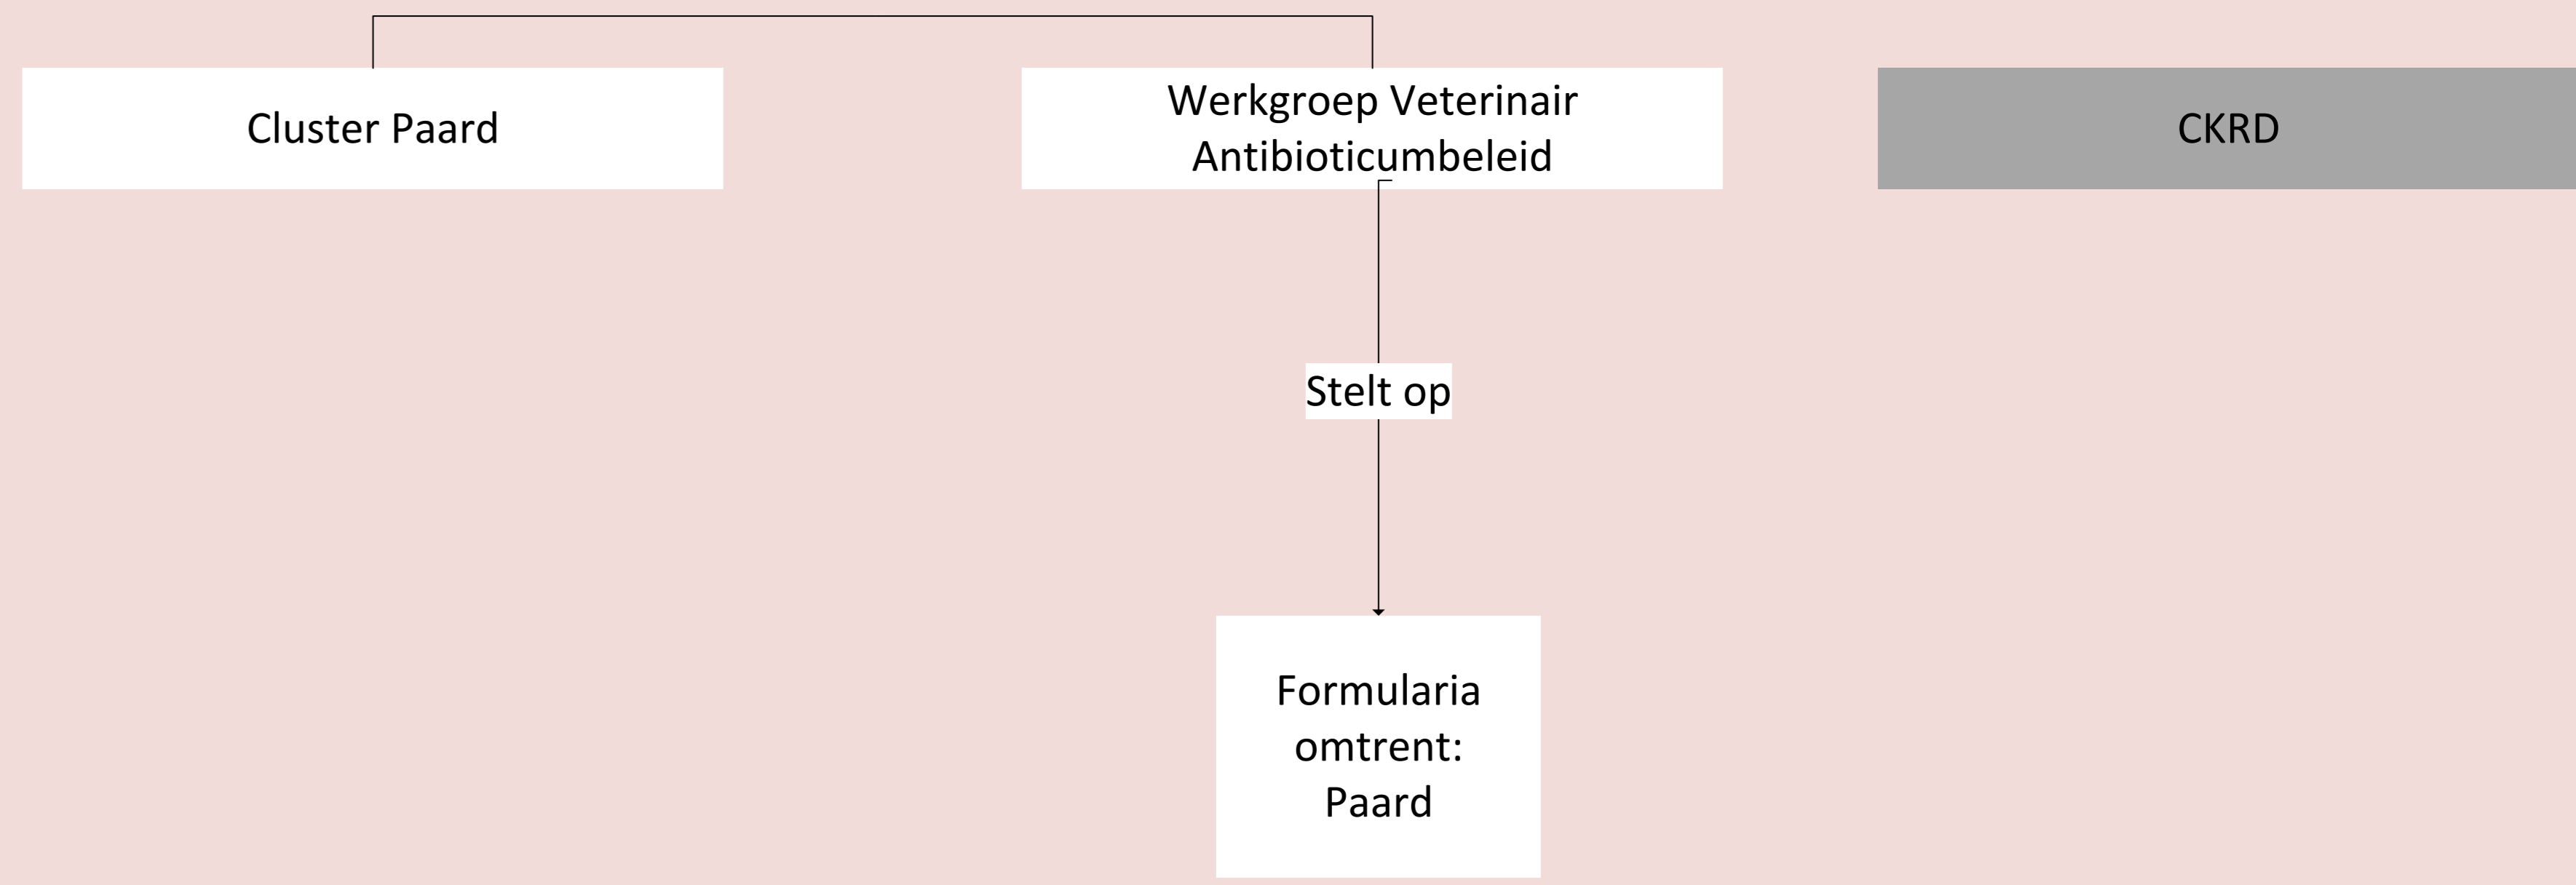 Cluster Paard
Werkgroep Veterinair
Antibioticumbeleid
CKRD
Stelt op
Formularia
omtrent:
Paard